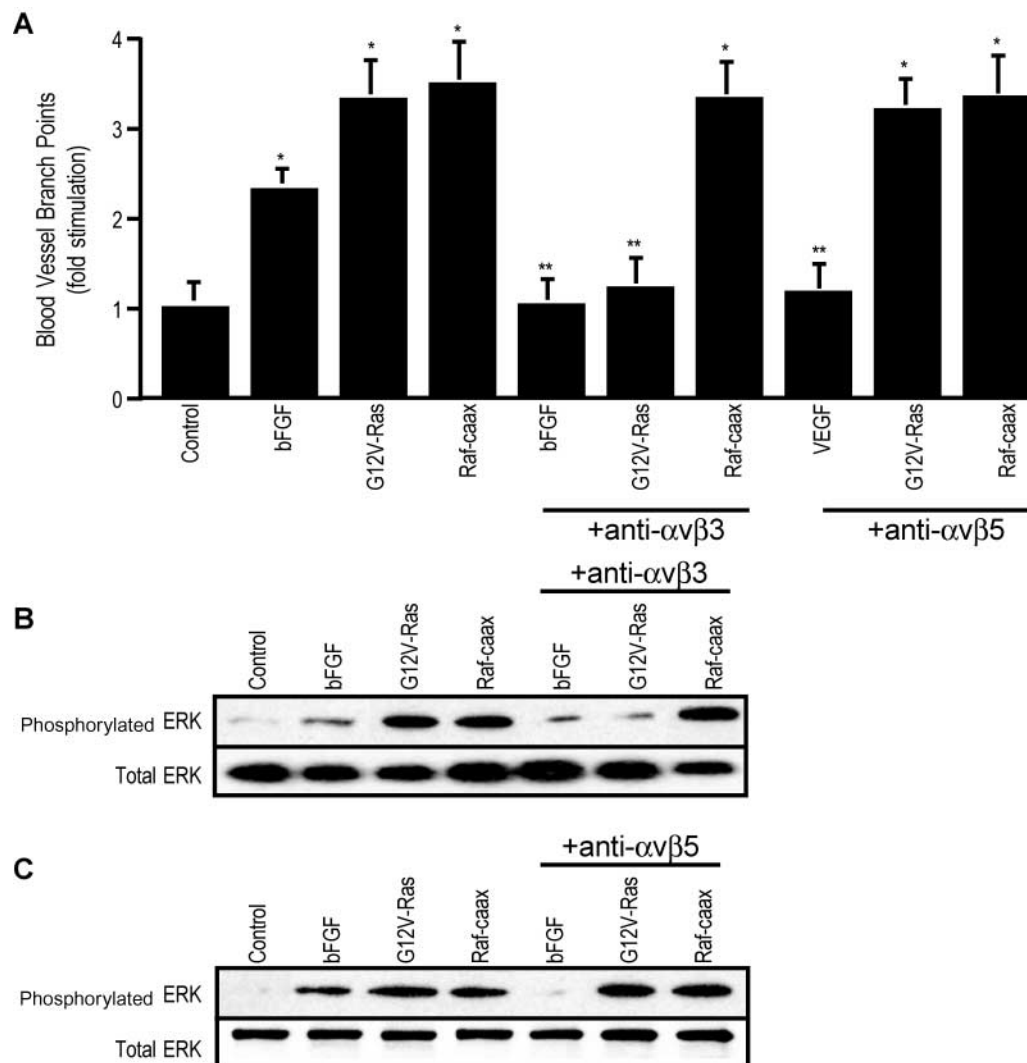 A
Blood Vessel Branch Points
(fold stimulation)
4
3
2
1
0
*
*
*
**
**
*
**
*
*
Control
bFGF
G12V-Ras
Raf-caax
bFGF
G12V-Ras
Raf-caax
VEGF
G12V-Ras
Raf-caax
+anti-αvβ3
+anti-αvβ5
+anti-αvβ3
B
Control
bFGF
G12V-Ras
Raf-caax
bFGF
G12V-Ras
Raf-caax
Phosphorylated ERK
Total ERK
+anti-αvβ5
C
Control
bFGF
G12V-Ras
Raf-caax
bFGF
G12V-Ras
Raf-caax
Phosphorylated ERK
Total ERK